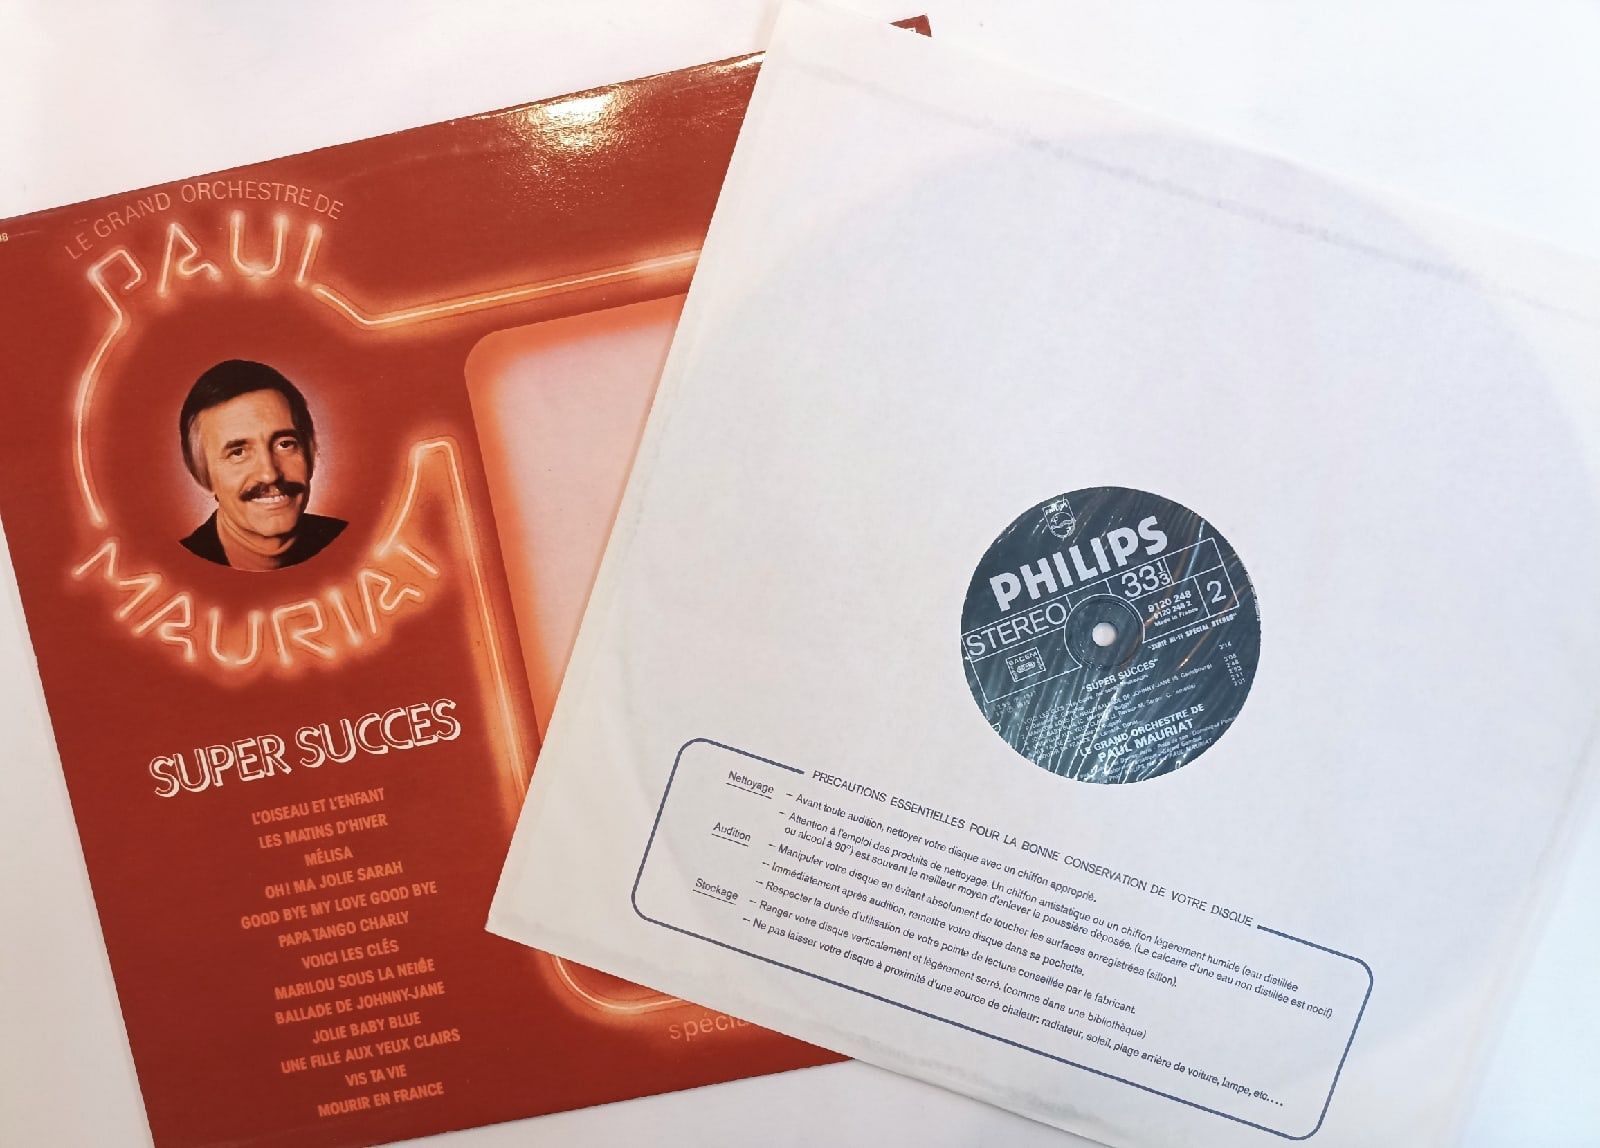 LE GRAND ORCHESTRE DE
PAUL
MAURIAT
SUPER SUCCES
L'OISEAU ET L'ENFANT
LES MATINS D'HIVER
MÉLISA
OH! MA JOLIE SARAH
GOOD BYE MY LOVE GOOD BYE
PAPA TANGO CHARLY
VOICI LES CLÉS
MARILOU SOUS LA NEIGE
BALLADE DE JOHNNY-JANE
JOLIE BABY BLUE
UNE FILLE AUX YEUX CLAIRS
VIS TA VIE
MOURIR EN FRANCE
PHILIPS
STEREO
33 1/3
9120 248
9120 248 2
Made in France
2
SACEM
"SUPER SUCCES"
LE GRAND ORCHESTRE DE
PAUL MAURIAT
PRECAUTIONS ESSENTIELLES POUR LA BONNE CONSERVATION DE VOTRE DISQUE
Nettoyage – Avant toute audition, nettoyer votre disque avec un chiffon approprié.
– Attention à l'emploi des produits de nettoyage. Un chiffon antistatique ou un chiffon légèrement humide (eau distillée
ou alcool à 90°) est souvent le meilleur moyen d'enlever la poussière déposée. (Le calcaire d'une eau non distillée est nocif)
Audition – Manipuler votre disque en évitant absolument de toucher les surfaces enregistrées (sillon).
– Immédiatement après audition, remettre votre disque dans sa pochette.
– Respecter la durée d'utilisation de votre pointe de lecture conseillée par le fabricant.
Stockage – Ranger votre disque verticalement et légèrement serré, (comme dans une bibliothèque)
– Ne pas laisser votre disque à proximité d'une source de chaleur: radiateur, soleil, plage arrière de voiture, lampe, etc....